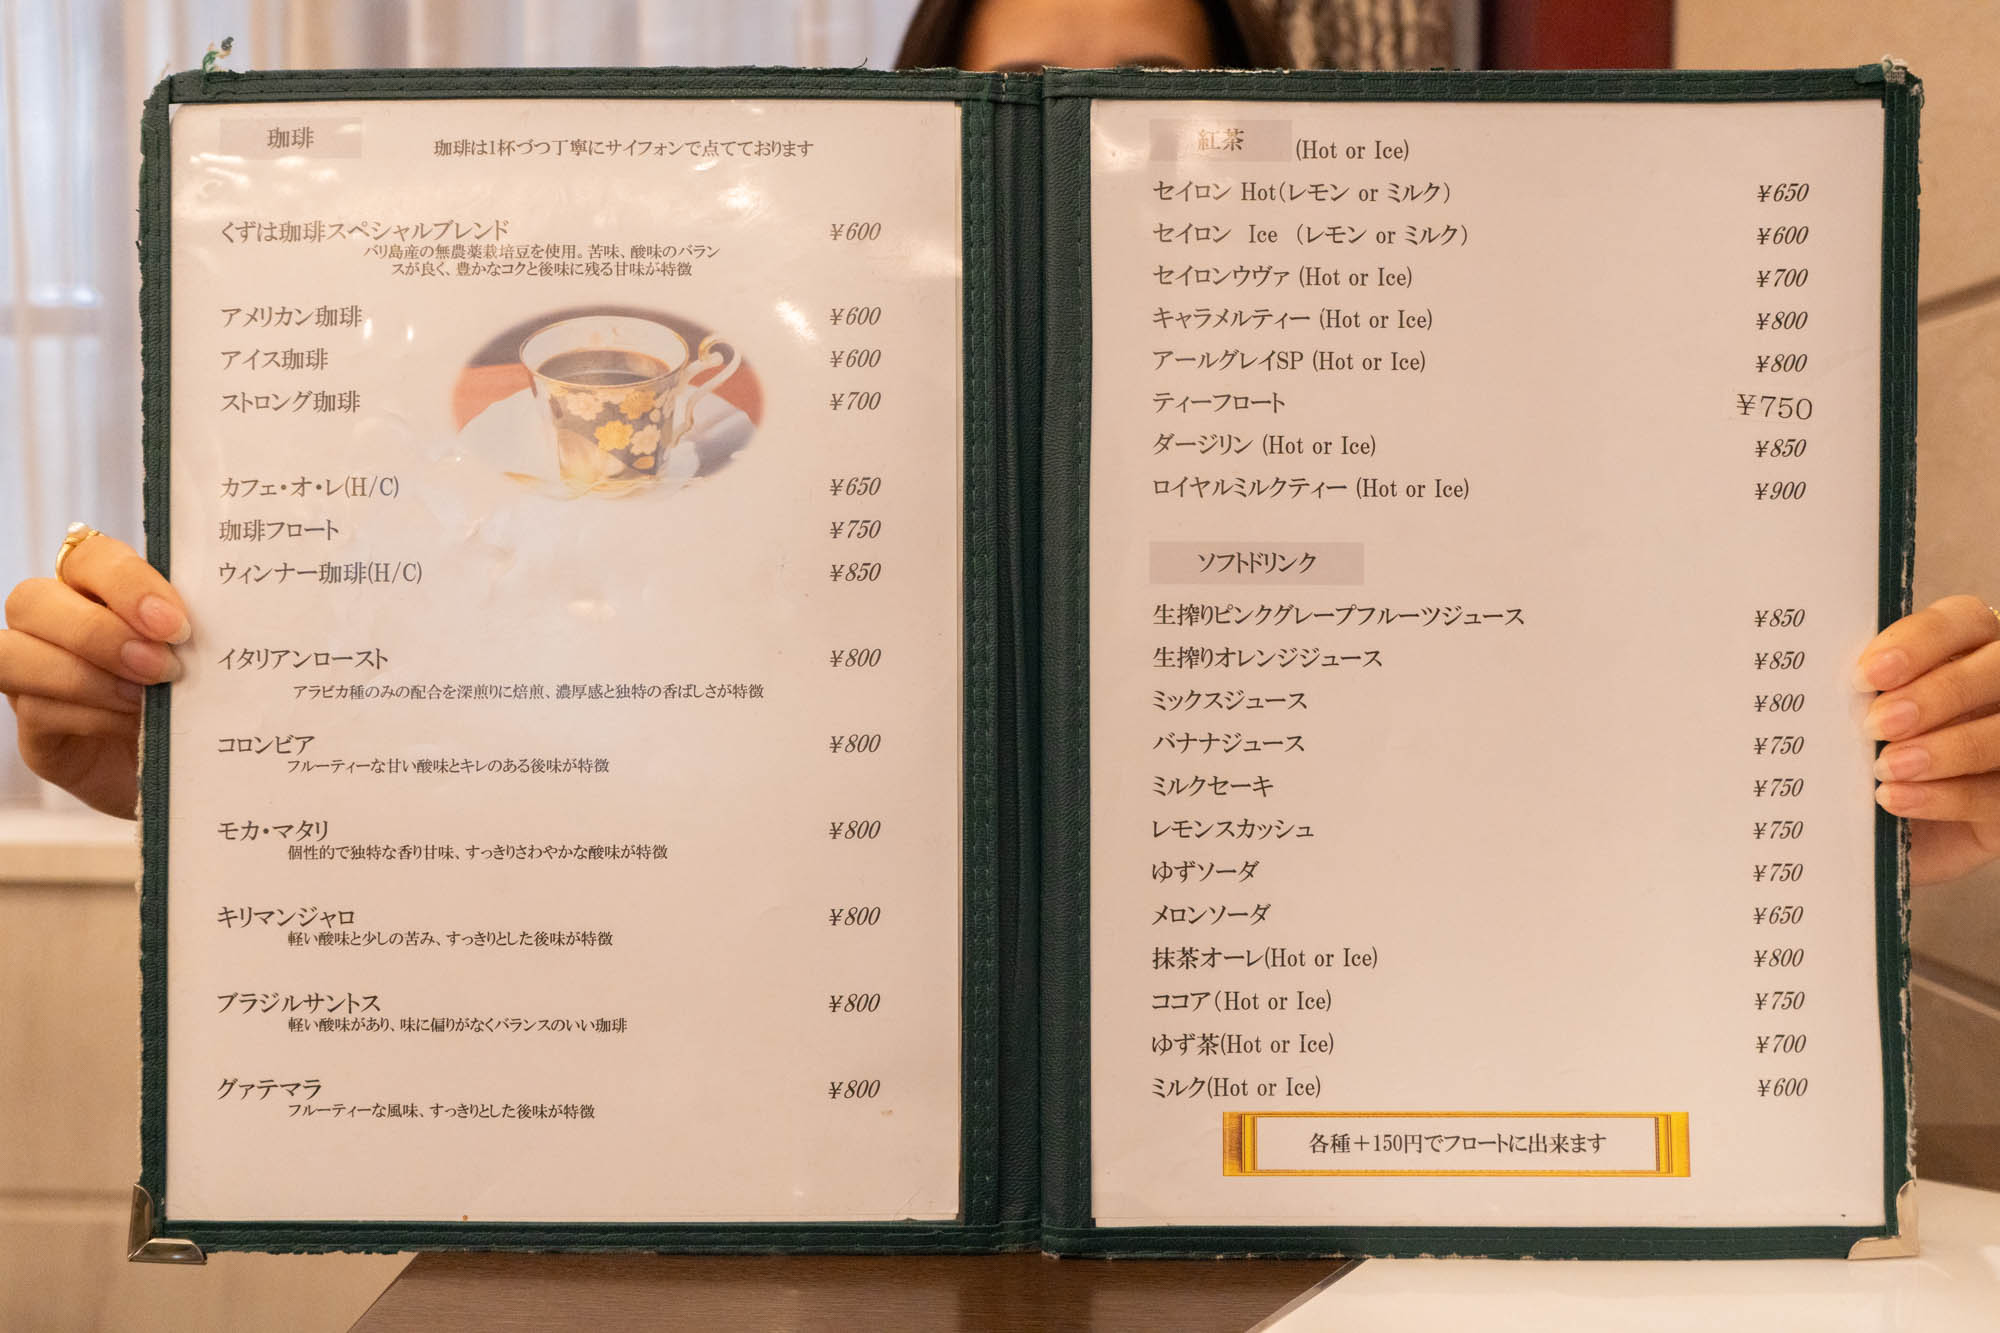 珈琲
珈琲は1杯づつ丁寧にサイフォンで点てております
くずは珈琲スペシャルブレンド ¥600
バリ島産の無農薬栽培豆を使用。苦味、酸味のバラン
スが良く、豊かなコクと後味に残る甘味が特徴
アメリカン珈琲 ¥600
アイス珈琲 ¥600
ストロング珈琲 ¥700
カフェ・オ・レ(H/C) ¥650
珈琲フロート ¥750
ウィンナー珈琲(H/C) ¥850
イタリアンロースト ¥800
アラビカ種のみの配合を深煎りに焙煎、濃厚感と独特の香ばしさが特徴
コロンビア ¥800
フルーティーな甘い酸味とキレのある後味が特徴
モカ・マタリ ¥800
個性的で独特な香り甘味、すっきりさわやかな酸味が特徴
キリマンジャロ ¥800
軽い酸味と少しの苦み、すっきりとした後味が特徴
ブラジルサントス ¥800
軽い酸味があり、味に偏りがなくバランスのいい珈琲
グァテマラ ¥800
フルーティーな風味、すっきりとした後味が特徴
紅茶 (Hot or Ice)
セイロン Hot(レモン or ミルク) ¥650
セイロン Ice (レモン or ミルク) ¥600
セイロンウヴァ (Hot or Ice) ¥700
キャラメルティー (Hot or Ice) ¥800
アールグレイSP (Hot or Ice) ¥800
ティーフロート ¥750
ダージリン (Hot or Ice) ¥850
ロイヤルミルクティー (Hot or Ice) ¥900
ソフトドリンク
生搾りピンクグレープフルーツジュース ¥850
生搾りオレンジジュース ¥850
ミックスジュース ¥800
バナナジュース ¥750
ミルクセーキ ¥750
レモンスカッシュ ¥750
ゆずソーダ ¥750
メロンソーダ ¥650
抹茶オーレ(Hot or Ice) ¥800
ココア(Hot or Ice) ¥750
ゆず茶(Hot or Ice) ¥700
ミルク(Hot or Ice) ¥600
各種＋150円でフロートに出来ます